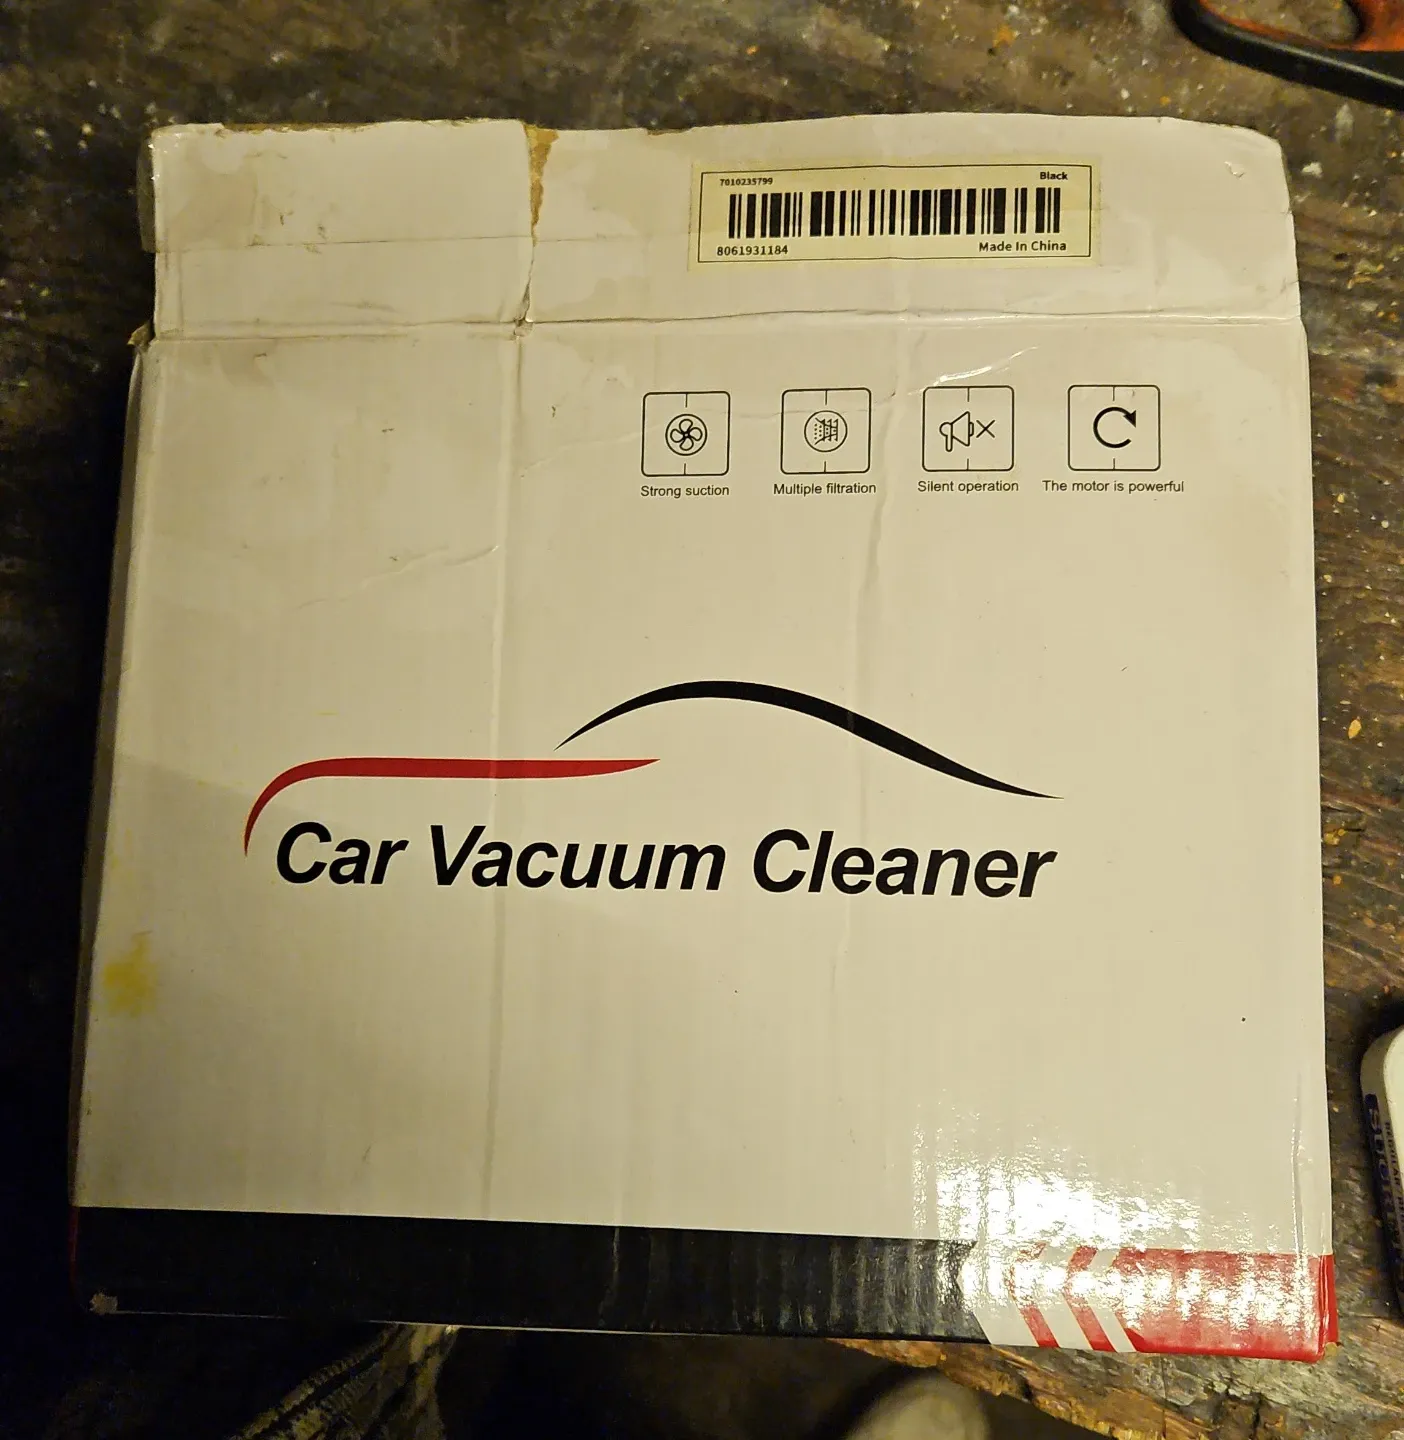 7010235799 Black
8061931184 Made In China
Strong suction Multiple filtration Silent operation The motor is powerful
Car Vacuum Cleaner